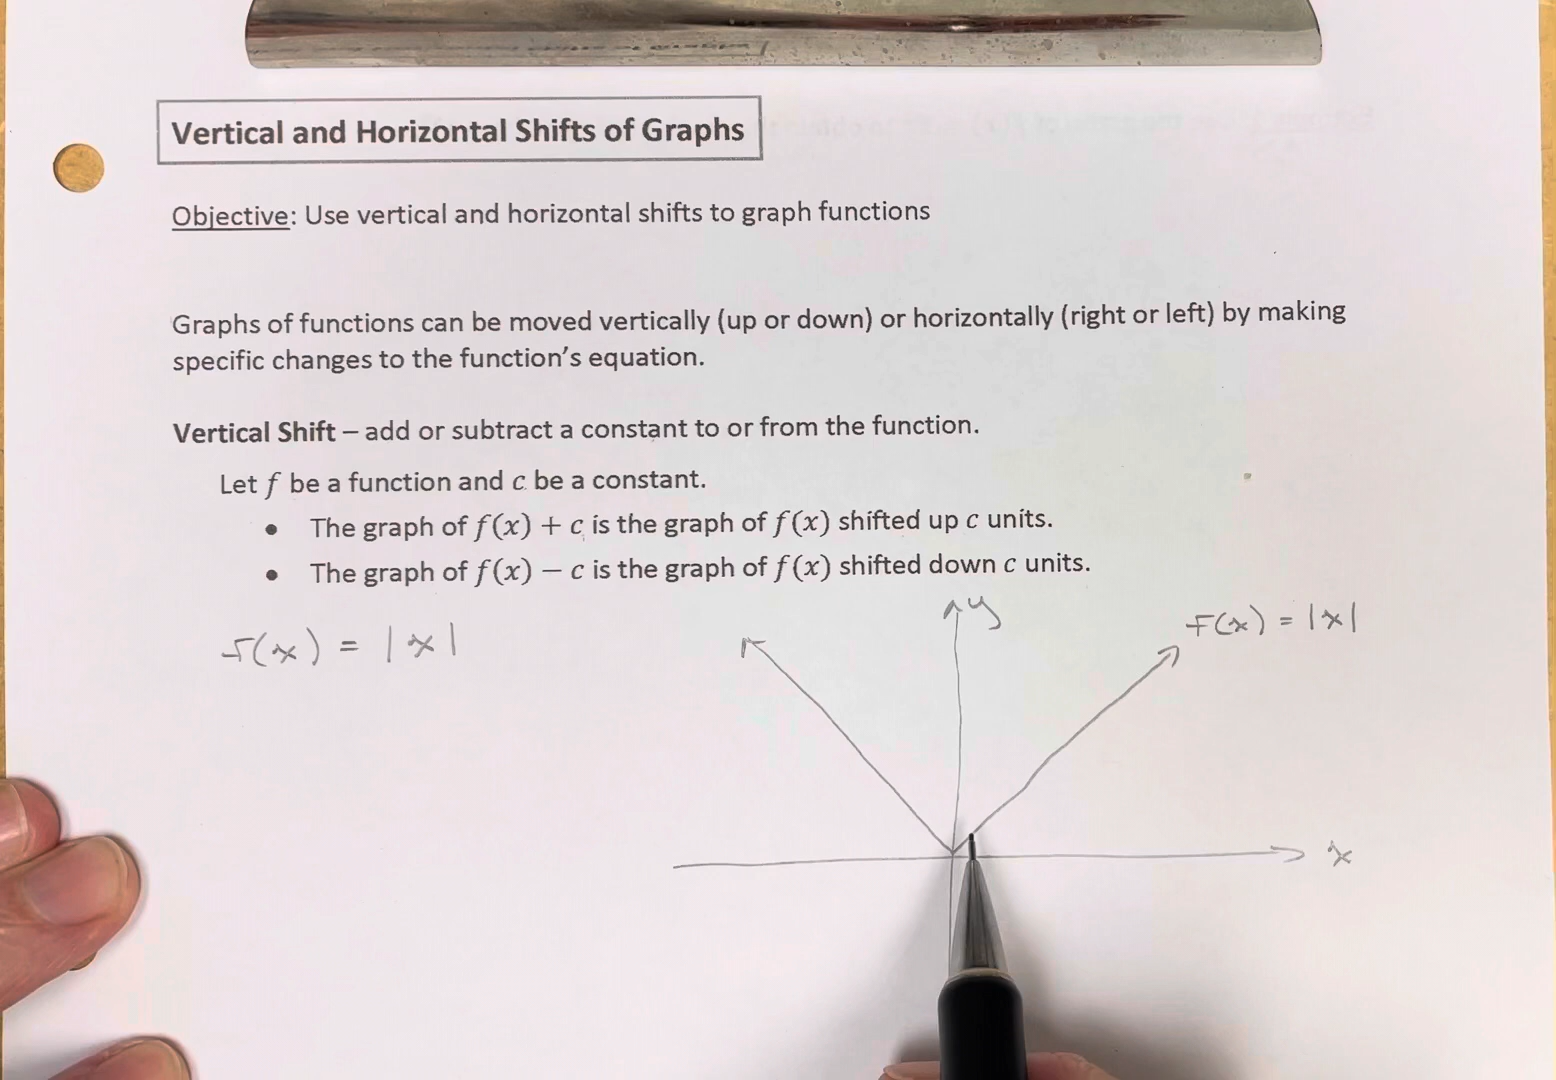 Vertical and Horizontal Shifts of Graphs
Objective: Use vertical and horizontal shifts to graph functions
Graphs of functions can be moved vertically (up or down) or horizontally (right or left) by making
specific changes to the function's equation.
Vertical Shift – add or subtract a constant to or from the function.
Let f be a function and c be a constant.
• The graph of f(x) + c is the graph of f(x) shifted up c units.
• The graph of f(x) − c is the graph of f(x) shifted down c units.
f(x) = |x|
y
f(x) = |x|
x